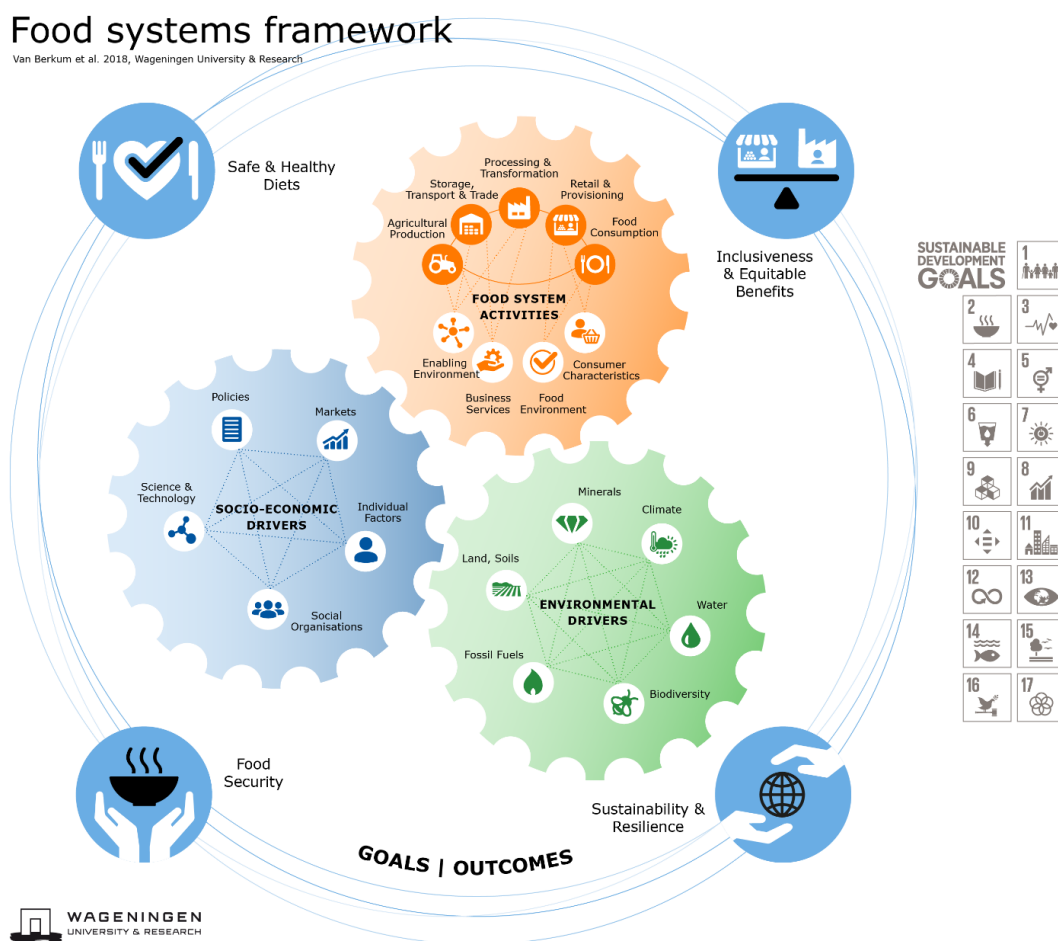 Food systems framework
Van Berkum et al. 2018, Wageningen University & Research
Safe & Healthy
Diets
Inclusiveness
& Equitable
Benefits
Processing &
Transformation
Storage,
Transport & Trade
Retail &
Provisioning
Agricultural
Production
Food
Consumption
FOOD SYSTEM
ACTIVITIES
Enabling
Environment
Business
Services
Food
Environment
Consumer
Characteristics
Policies
Markets
Science &
Technology
SOCIO-ECONOMIC
DRIVERS
Individual
Factors
Social
Organisations
Minerals
Climate
Land, Soils
ENVIRONMENTAL
DRIVERS
Water
Fossil Fuels
Biodiversity
Food
Security
Sustainability &
Resilience
GOALS | OUTCOMES
SUSTAINABLE
DEVELOPMENT
GOALS
1
2
3
4
5
6
7
9
8
10
11
12
13
14
15
16
17
WAGENINGEN
UNIVERSITY & RESEARCH